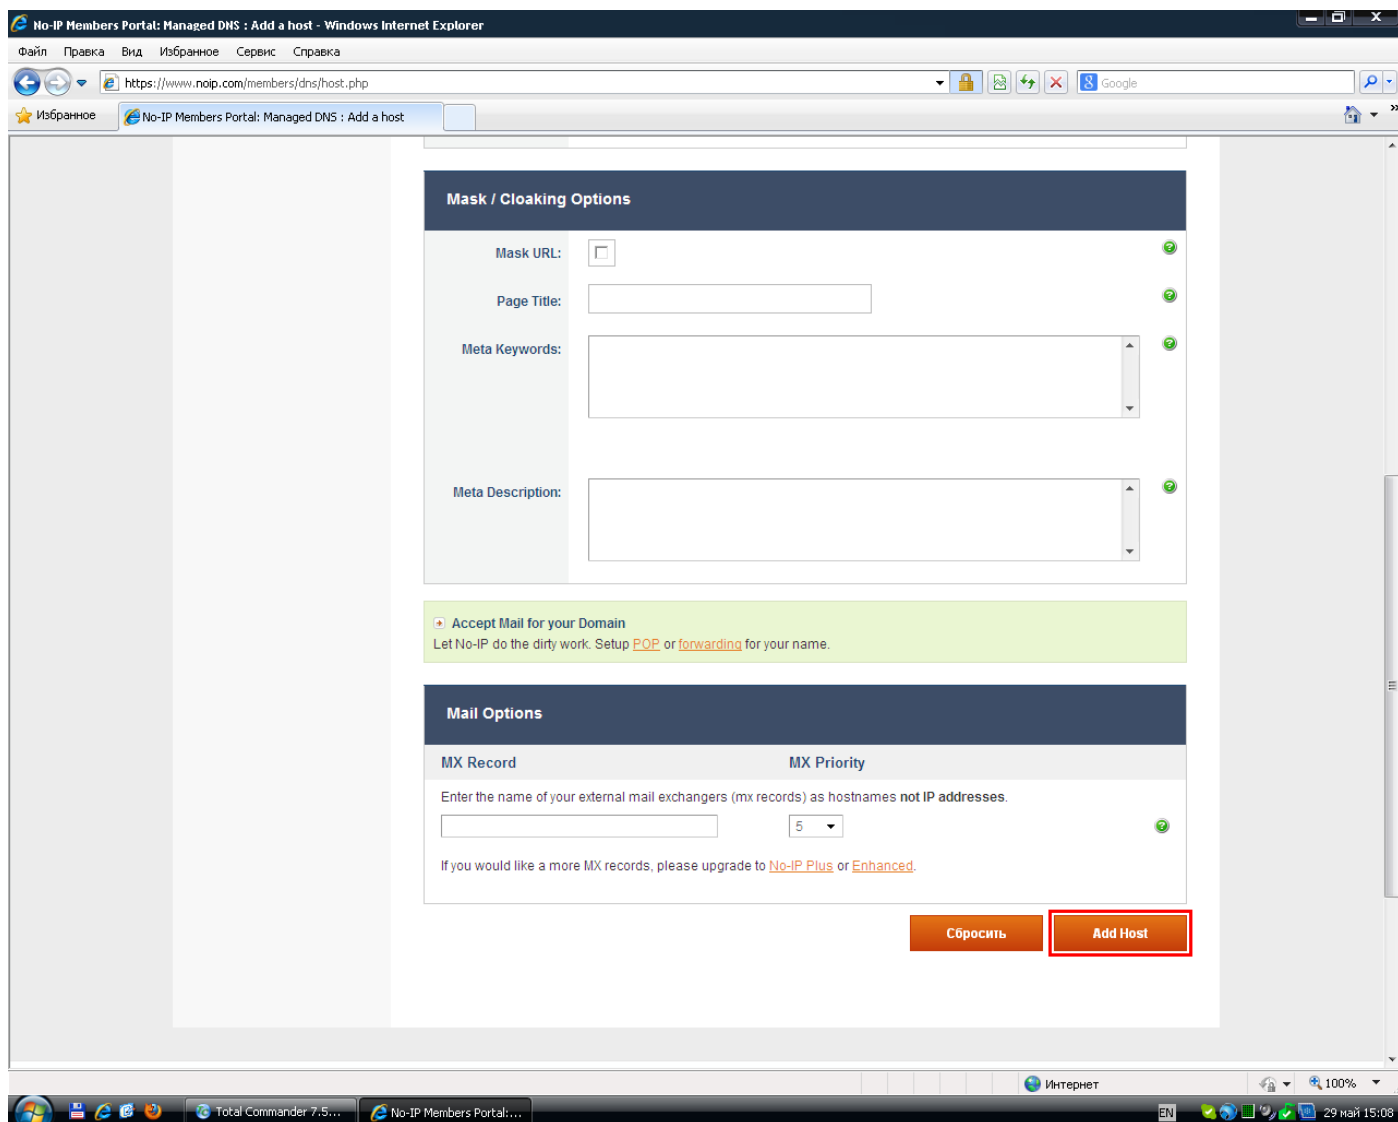 No-IP Members Portal: Managed DNS : Add a host - Windows Internet Explorer
Файл Правка Вид Избранное Сервис Справка
https://www.noip.com/members/dns/host.php
Google
Избранное
No-IP Members Portal: Managed DNS : Add a host
Mask / Cloaking Options
Mask URL:
Page Title:
Meta Keywords:
Meta Description:
Accept Mail for your Domain
Let No-IP do the dirty work. Setup POP or forwarding for your name.
Mail Options
MX Record MX Priority
Enter the name of your external mail exchangers (mx records) as hostnames not IP addresses.
5
If you would like a more MX records, please upgrade to No-IP Plus or Enhanced.
Сбросить Add Host
Интернет 100%
Total Commander 7.5... No-IP Members Portal:... EN 29 май 15:08